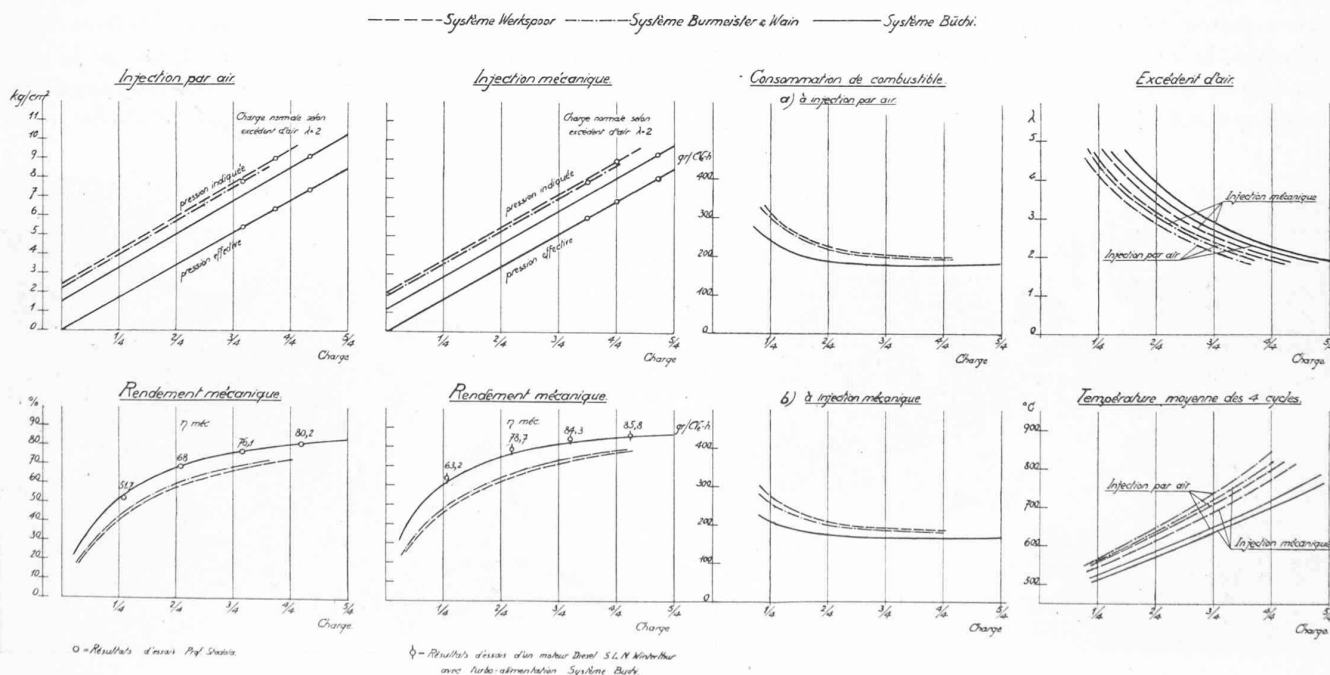 Système Werkspoor
Système Burmeister & Wain
Système Büchi.
Injection par air.
kg/cm²
11
10
9
8
7
6
5
4
3
2
1
0
Charge normale selon
excédent d'air λ=2
pression indiquée
pression effective
1/4
2/4
3/4
4/4
5/4
Charge
Injection mécanique.
Charge normale selon
excédent d'air λ=2
pression indiquée
pression effective
1/4
2/4
3/4
4/4
5/4
Charge
Consommation de combustible.
a) à injection par air.
gr/CVe-h
400
300
200
100
0
1/4
2/4
3/4
4/4
5/4
Charge
Excédent d'air.
λ
5
4
3
2
1
Injection mécanique
Injection par air
1/4
2/4
3/4
4/4
Charge
Rendement mécanique.
%
90
80
70
60
50
40
30
20
10
0
η méc.
51,7
68
76,1
80,2
1/4
2/4
3/4
4/4
5/4
Charge
Rendement mécanique.
η méc.
63,2
78,7
84,3
85,8
1/4
2/4
3/4
4/4
5/4
Charge
b) à injection mécanique
gr/CVe-h
400
300
200
100
0
1/4
2/4
3/4
4/4
5/4
Charge
Température moyenne des 4 cycles.
°C
900
800
700
600
500
Injection par air
Injection mécanique
1/4
2/4
3/4
4/4
Charge
= Résultats d'essais Prof. Stodola.
= Résultats d'essais d'un moteur Diesel S.L.M. Winterthur
avec turbo-alimentation Système Büchi.